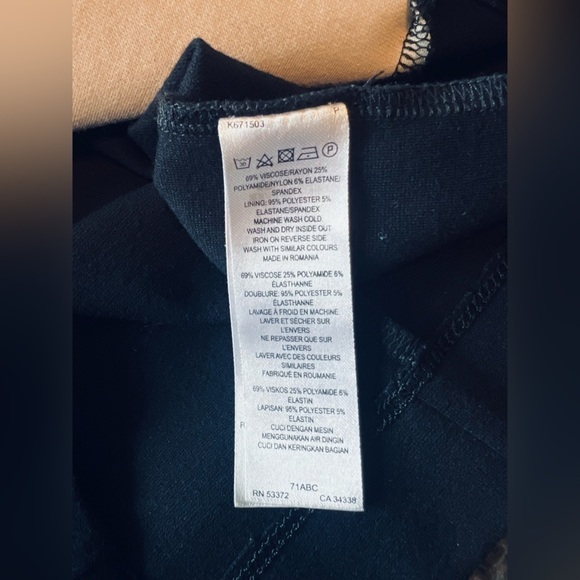 K671503
P
69% VISCOSE/RAYON 25%
POLYAMIDE/NYLON 6% ELASTANE/
SPANDEX
LINING: 95% POLYESTER 5%
ELASTANE/SPANDEX
MACHINE WASH COLD
WASH AND DRY INSIDE OUT
IRON ON REVERSE SIDE
WASH WITH SIMILAR COLOURS
MADE IN ROMANIA
69% VISCOSE 25% POLYAMIDE 6%
ÉLASTHANNE
DOUBLURE: 95% POLYESTER 5%
ÉLASTHANNE
LAVAGE À FROID EN MACHINE
LAVER ET SÉCHER SUR
L'ENVERS
NE REPASSER QUE SUR
L'ENVERS
LAVER AVEC DES COULEURS
SIMILAIRES
FABRIQUÉ EN ROUMANIE
69% VISKOS 25% POLYAMIDE 6%
ELASTIN
LAPISAN: 95% POLYESTER 5%
ELASTIN
R CUCI DENGAN MESIN
MENGGUNAKAN AIR DINGIN
CUCI DAN KERINGKAN BAGIAN
71ABC
RN 53372 CA 34338